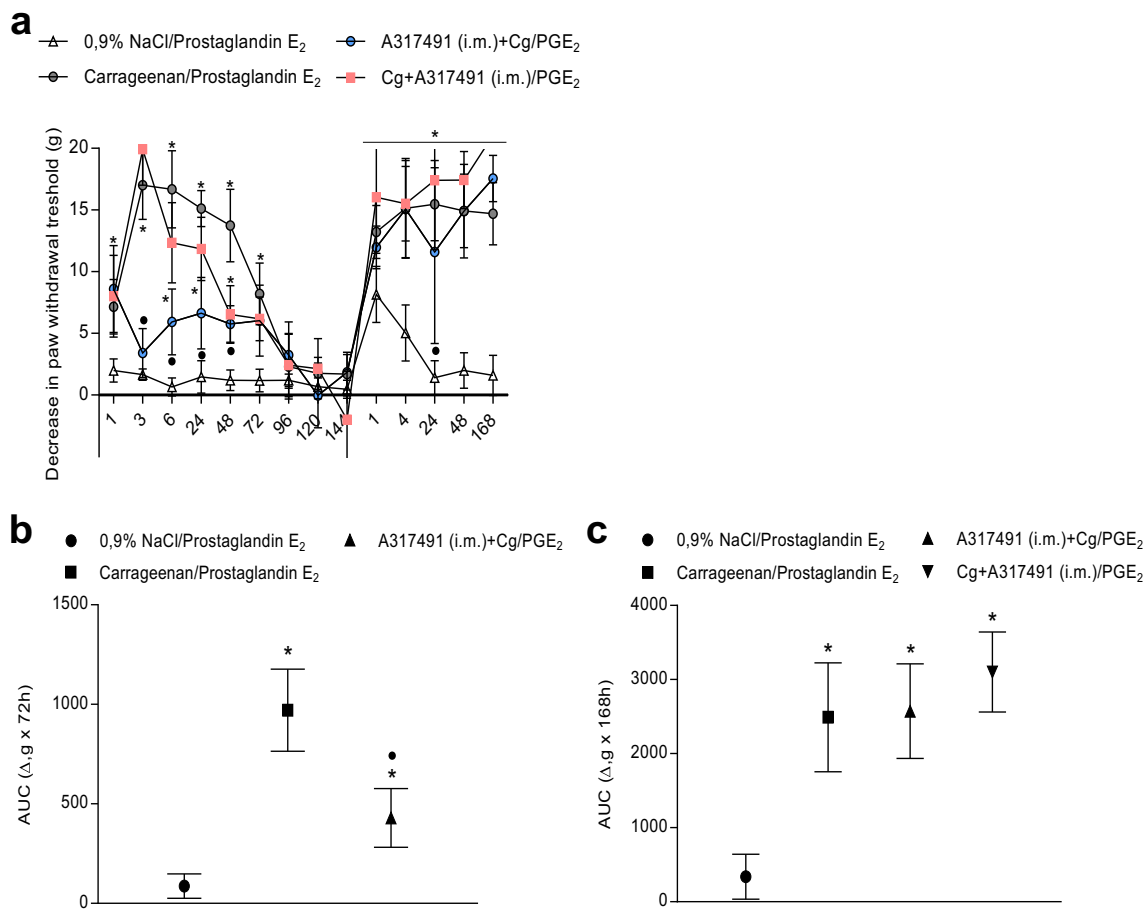 a
0,9% NaCl/Prostaglandin E2
A317491 (i.m.)+Cg/PGE2
Carrageenan/Prostaglandin E2
Cg+A317491 (i.m.)/PGE2
Decrease in paw withdrawal treshold (g)
20
15
10
5
0
1 3 6 24 48 72 96 120 144 1 4 24 48 168
b
0,9% NaCl/Prostaglandin E2
A317491 (i.m.)+Cg/PGE2
Carrageenan/Prostaglandin E2
AUC (Δ,g x 72h)
1500
1000
500
0
c
0,9% NaCl/Prostaglandin E2
A317491 (i.m.)+Cg/PGE2
Carrageenan/Prostaglandin E2
Cg+A317491 (i.m.)/PGE2
AUC (Δ,g x 168h)
4000
3000
2000
1000
0